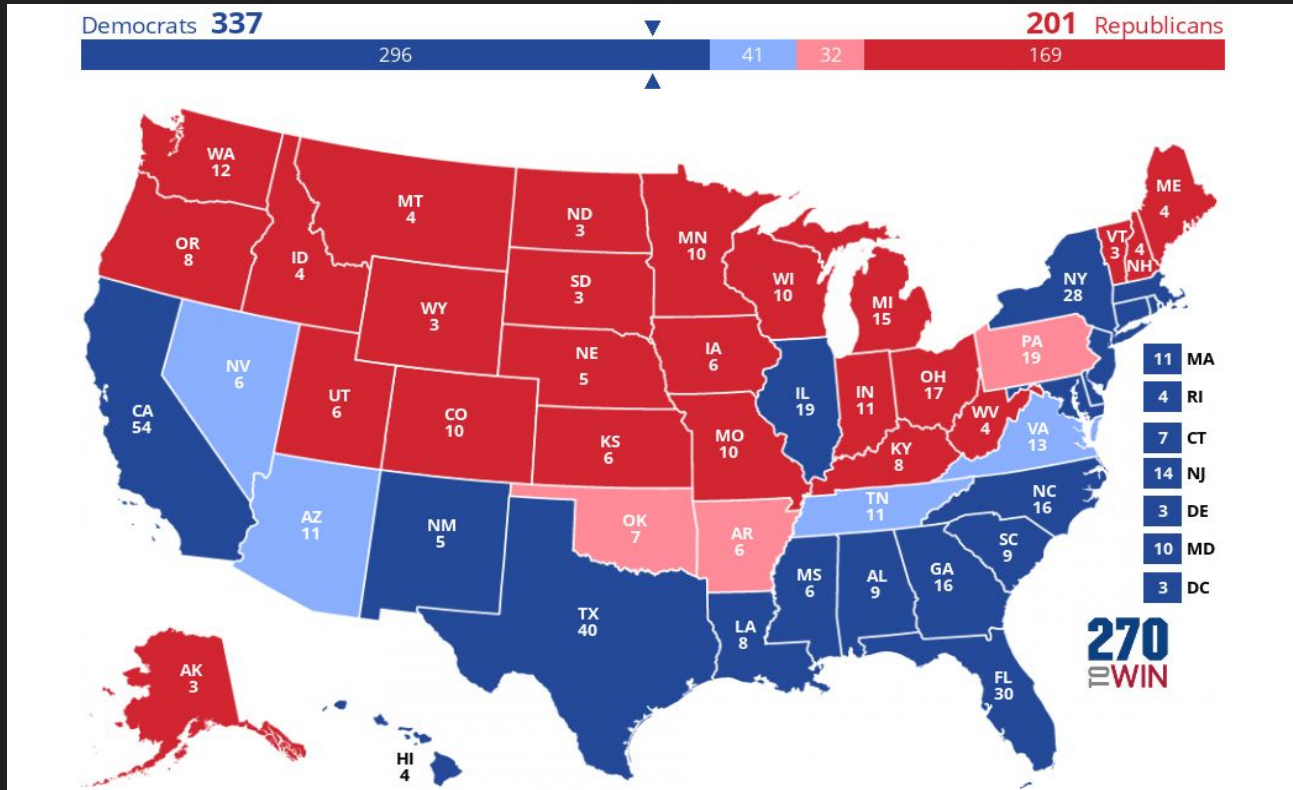 Democrats 337
201 Republicans
296
41
32
169
WA
12
OR
8
CA
54
NV
6
ID
4
MT
4
WY
3
UT
6
AZ
11
CO
10
NM
5
ND
3
SD
3
NE
5
KS
6
OK
7
TX
40
MN
10
IA
6
MO
10
AR
6
LA
8
WI
10
IL
19
MI
15
IN
11
OH
17
KY
8
WV
4
TN
11
MS
6
AL
9
GA
16
FL
30
SC
9
NC
16
VA
13
PA
19
NY
28
VT
3
4
NH
ME
4
11 MA
4 RI
7 CT
14 NJ
3 DE
10 MD
3 DC
AK
3
HI
4
270
TO WIN